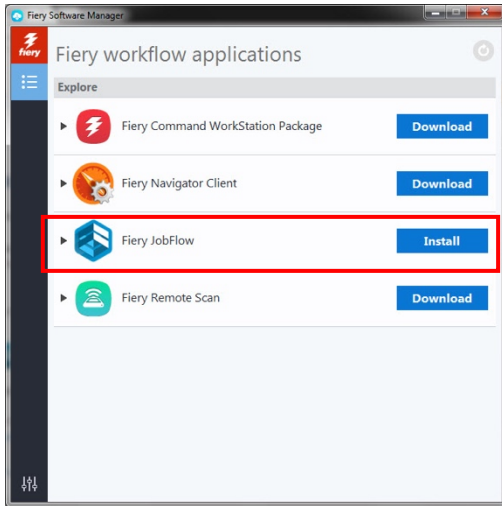 Fiery Software Manager
fiery
Fiery workflow applications
Explore
Fiery Command WorkStation Package Download
Fiery Navigator Client Download
Fiery JobFlow Install
Fiery Remote Scan Download